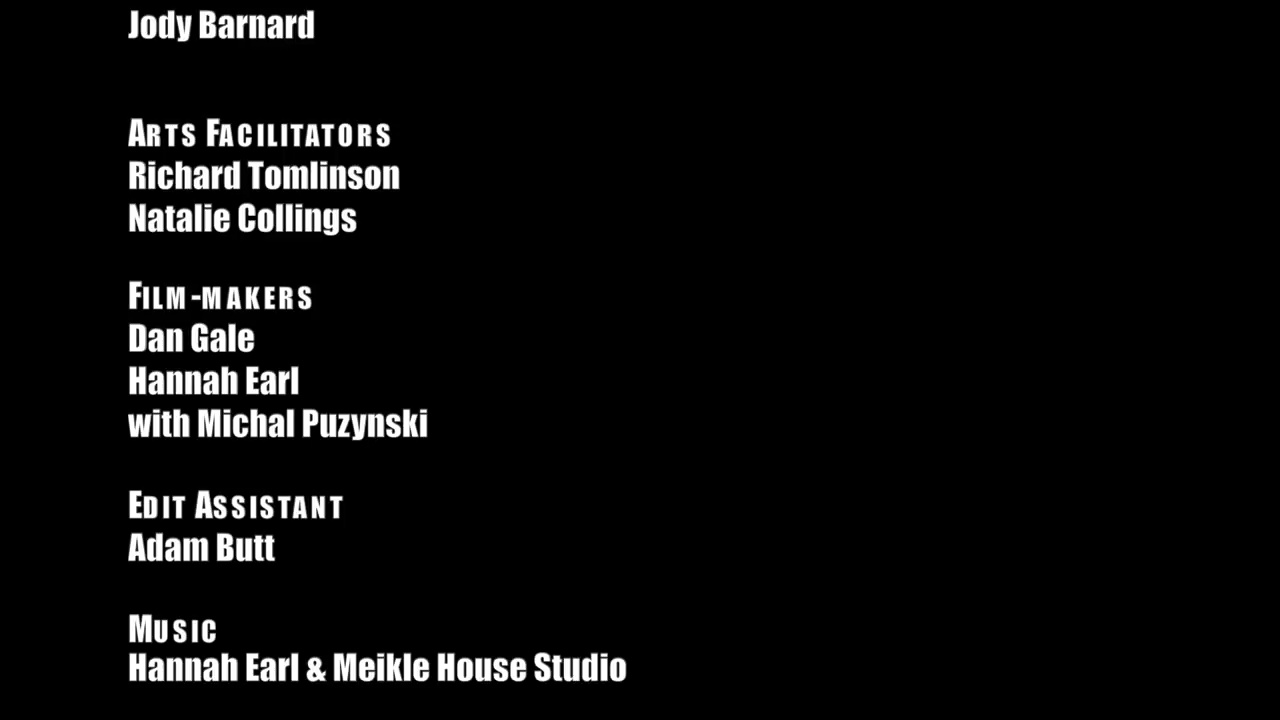 Jody Barnard
ARTS FACILITATORS
Richard Tomlinson
Natalie Collings
FILM-MAKERS
Dan Gale
Hannah Earl
with Michal Puzynski
EDIT ASSISTANT
Adam Butt
MUSIC
Hannah Earl & Meikle House Studio